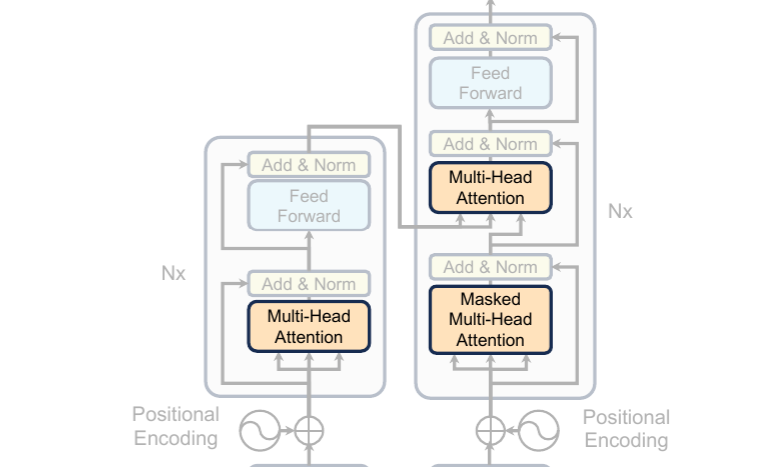 Add & Norm
Feed
Forward
Add & Norm
Multi-Head
Attention
Nx
Add & Norm
Masked
Multi-Head
Attention
Add & Norm
Feed
Forward
Nx
Add & Norm
Multi-Head
Attention
Positional
Encoding
Positional
Encoding